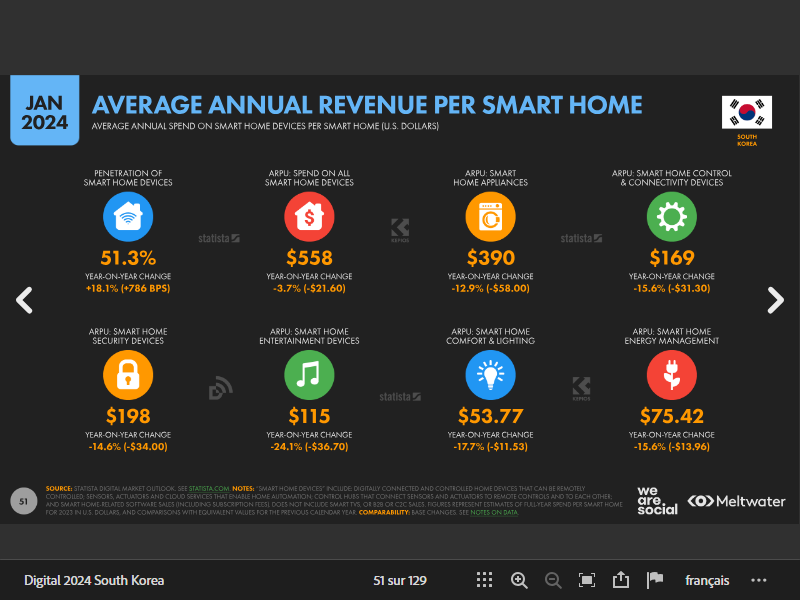 JAN
2024
AVERAGE ANNUAL REVENUE PER SMART HOME
AVERAGE ANNUAL SPEND ON SMART HOME DEVICES PER SMART HOME (U.S. DOLLARS)
SOUTH
KOREA
PENETRATION OF
SMART HOME DEVICES
51.3%
YEAR-ON-YEAR CHANGE
+18.1% (+786 BPS)
ARPU: SPEND ON ALL
SMART HOME DEVICES
$
$558
YEAR-ON-YEAR CHANGE
-3.7% (-$21.60)
ARPU: SMART
HOME APPLIANCES
$390
YEAR-ON-YEAR CHANGE
-12.9% (-$58.00)
ARPU: SMART HOME CONTROL
& CONNECTIVITY DEVICES
$169
YEAR-ON-YEAR CHANGE
-15.6% (-$31.30)
statista
KEPIOS
statista
ARPU: SMART HOME
SECURITY DEVICES
$198
YEAR-ON-YEAR CHANGE
-14.6% (-$34.00)
ARPU: SMART HOME
ENTERTAINMENT DEVICES
$115
YEAR-ON-YEAR CHANGE
-24.1% (-$36.70)
ARPU: SMART HOME
COMFORT & LIGHTING
$53.77
YEAR-ON-YEAR CHANGE
-17.7% (-$11.53)
ARPU: SMART HOME
ENERGY MANAGEMENT
$75.42
YEAR-ON-YEAR CHANGE
-15.6% (-$13.96)
statista
KEPIOS
51
SOURCE: STATISTA DIGITAL MARKET OUTLOOK. SEE STATISTA.COM. NOTES: "SMART HOME DEVICES" INCLUDE DIGITALLY CONNECTED AND CONTROLLED HOME DEVICES THAT CAN BE REMOTELY
CONTROLLED; SENSORS, ACTUATORS AND CLOUD SERVICES THAT ENABLE HOME AUTOMATION; CONTROL HUBS THAT CONNECT SENSORS AND ACTUATORS TO REMOTE CONTROLS AND TO EACH OTHER;
AND SMART HOME RELATED SOFTWARE SALES (INCLUDING SUBSCRIPTION FEES). DOES NOT INCLUDE SMART TVS, OR B2B OR C2C SALES. FIGURES REPRESENT ESTIMATES OF FULL-YEAR SPEND PER SMART HOME
FOR 2023 IN U.S. DOLLARS, AND COMPARISONS WITH EQUIVALENT VALUES FOR THE PREVIOUS CALENDAR YEAR. COMPARABILITY: BASE CHANGES. SEE NOTES ON DATA
we
are.
social
Meltwater
Digital 2024 South Korea
51 sur 129
français